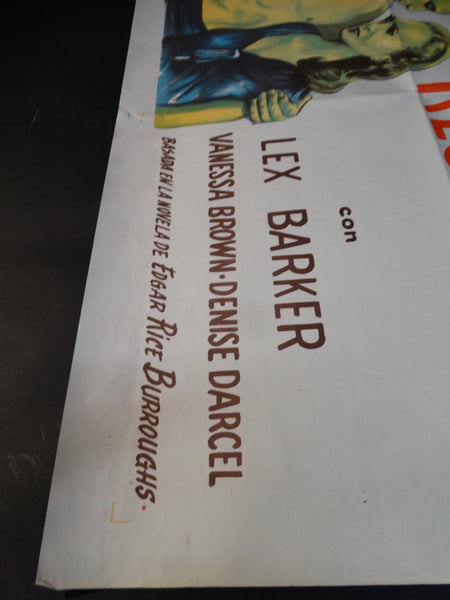 con
LEX BARKER
VANESSA BROWN · DENISE DARCEL
BASADA EN LA NOVELA DE EDGAR RICE BURROUGHS.